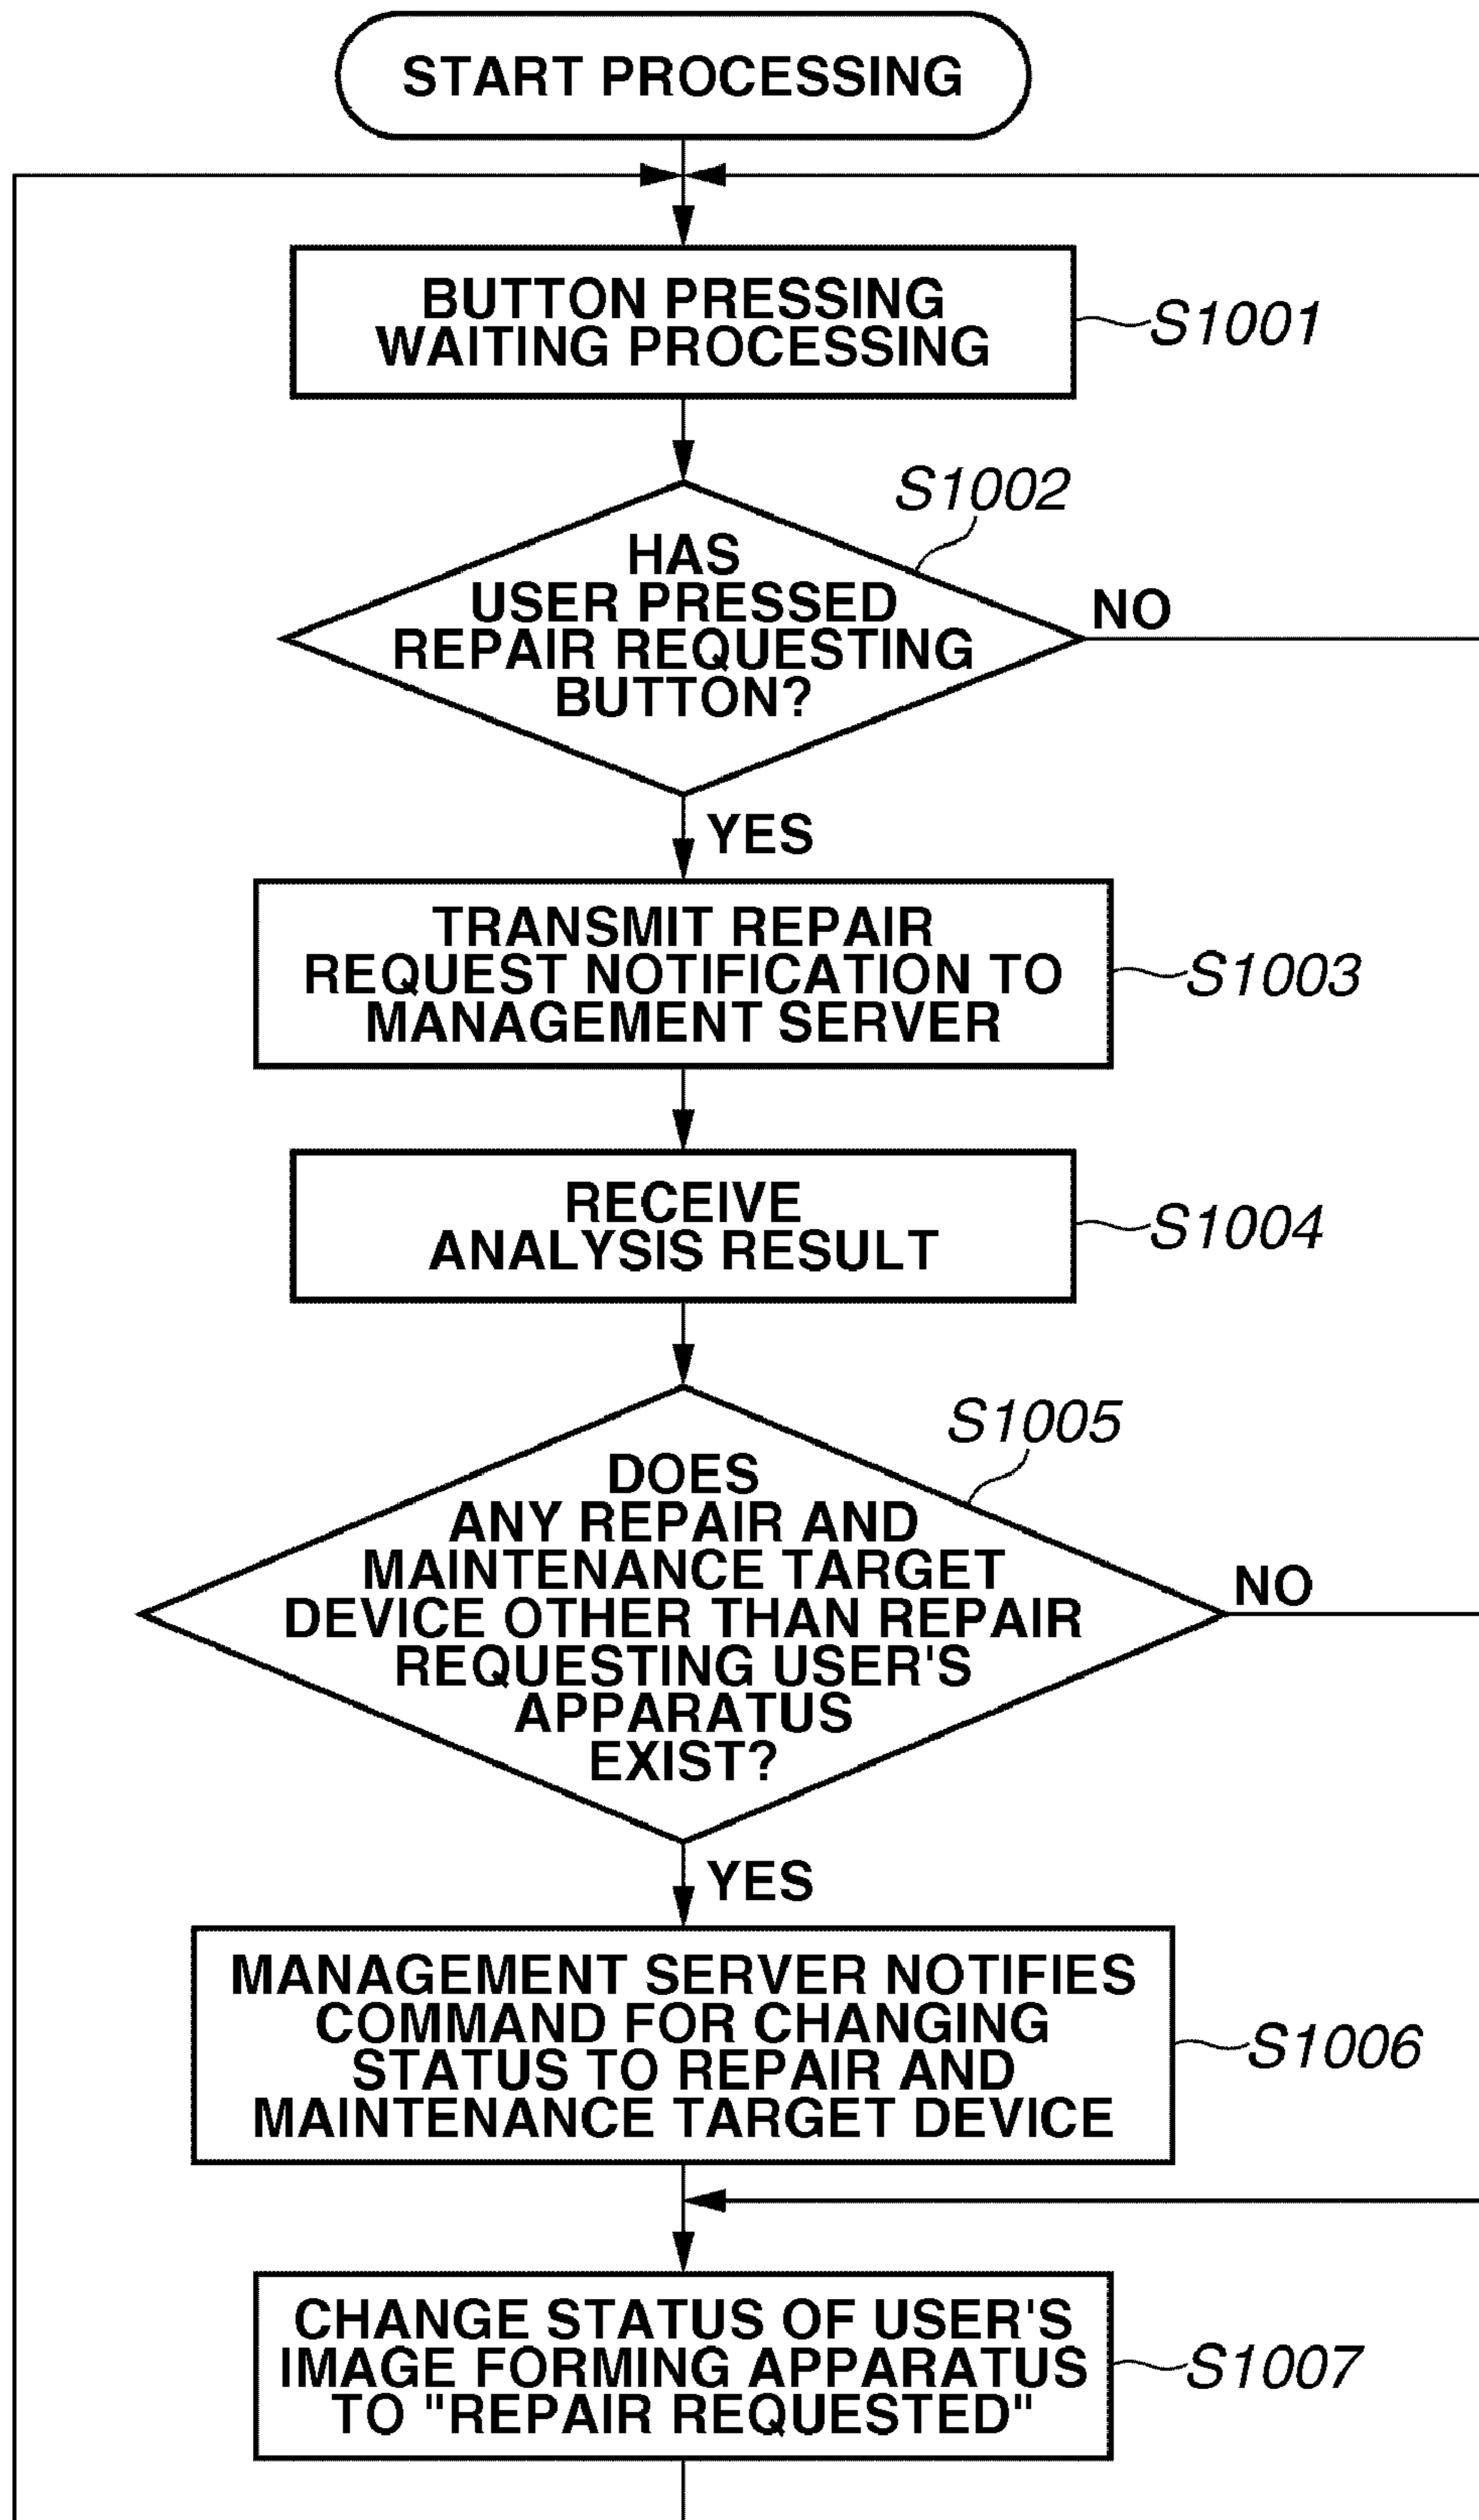 START PROCESSING
BUTTON PRESSING
WAITING PROCESSING
S1001
S1002
HAS
USER PRESSED
REPAIR REQUESTING
BUTTON?
NO
YES
TRANSMIT REPAIR
REQUEST NOTIFICATION TO
MANAGEMENT SERVER
S1003
RECEIVE
ANALYSIS RESULT
S1004
S1005
DOES
ANY REPAIR AND
MAINTENANCE TARGET
DEVICE OTHER THAN REPAIR
REQUESTING USER'S
APPARATUS
EXIST?
NO
YES
MANAGEMENT SERVER NOTIFIES
COMMAND FOR CHANGING
STATUS TO REPAIR AND
MAINTENANCE TARGET DEVICE
S1006
CHANGE STATUS OF USER'S
IMAGE FORMING APPARATUS
TO "REPAIR REQUESTED"
S1007